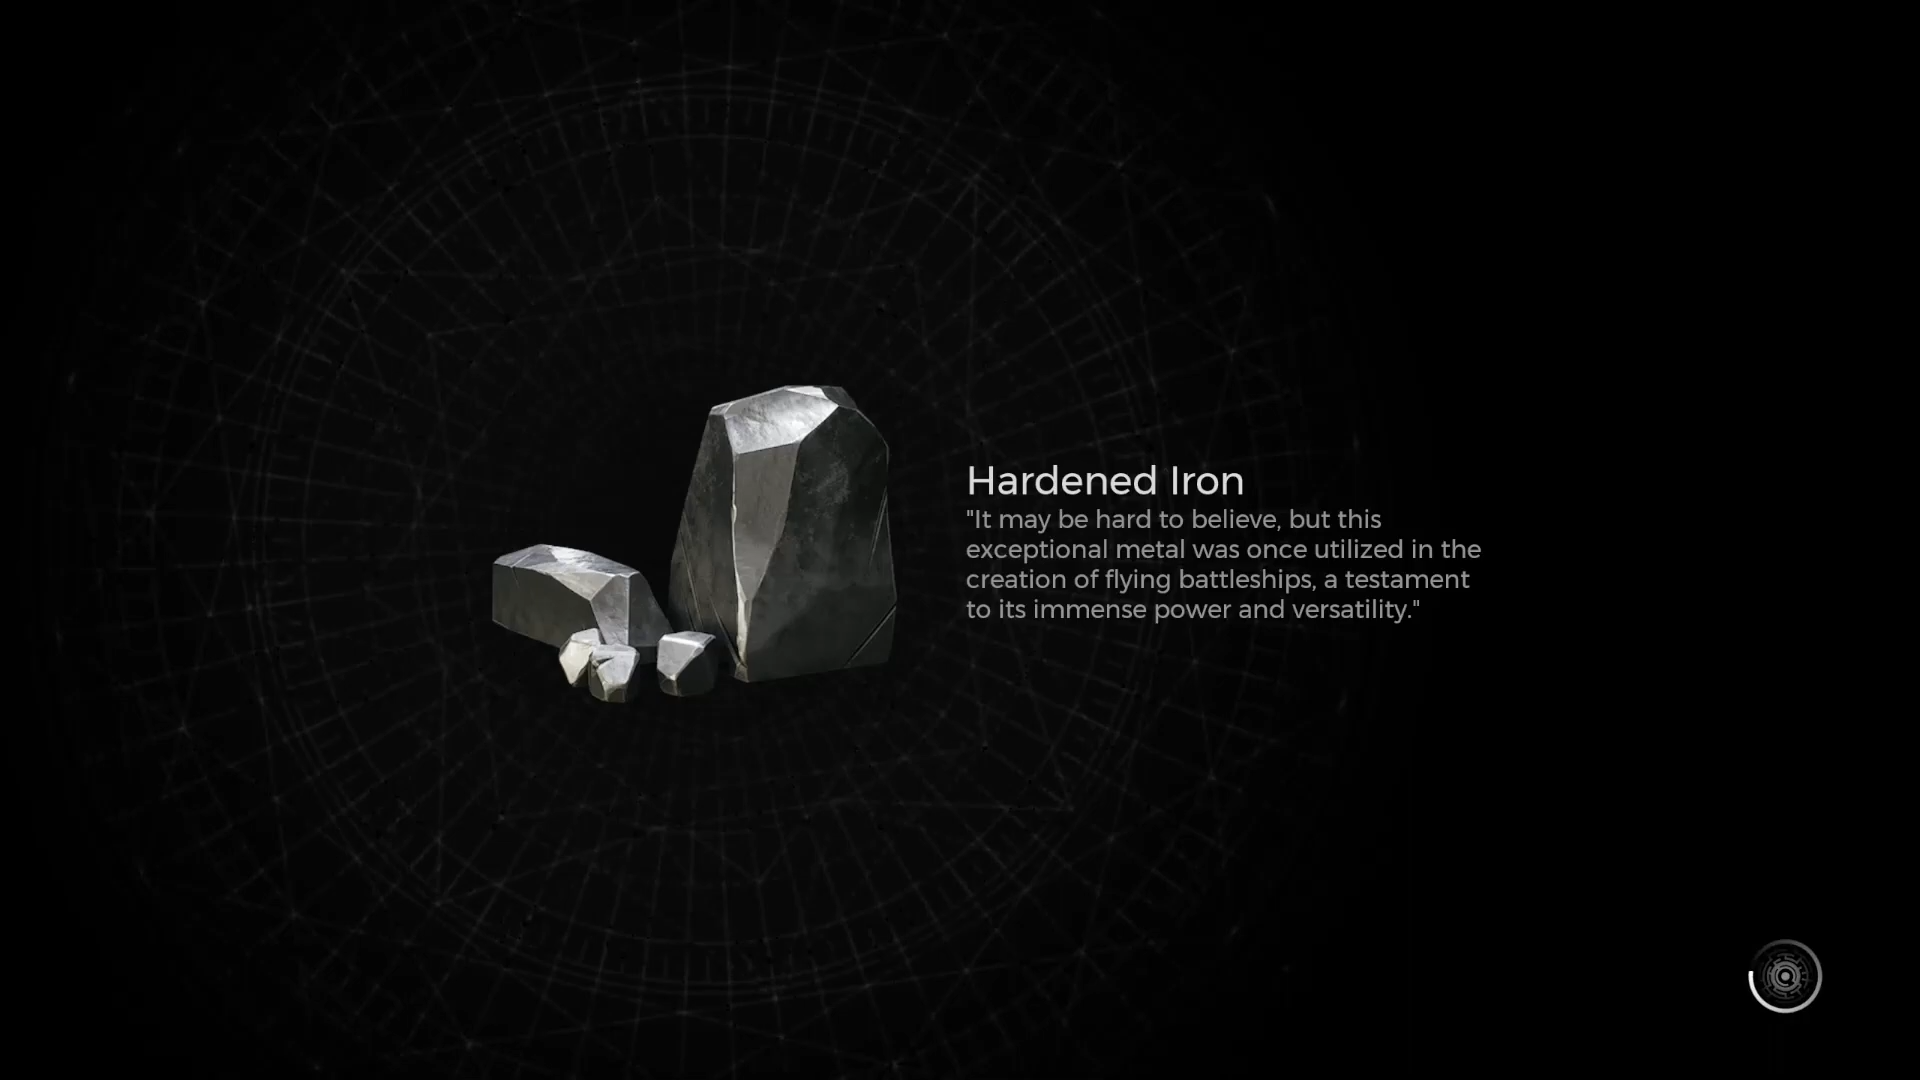 Hardened Iron
"It may be hard to believe, but this
exceptional metal was once utilized in the
creation of flying battleships, a testament
to its immense power and versatility."